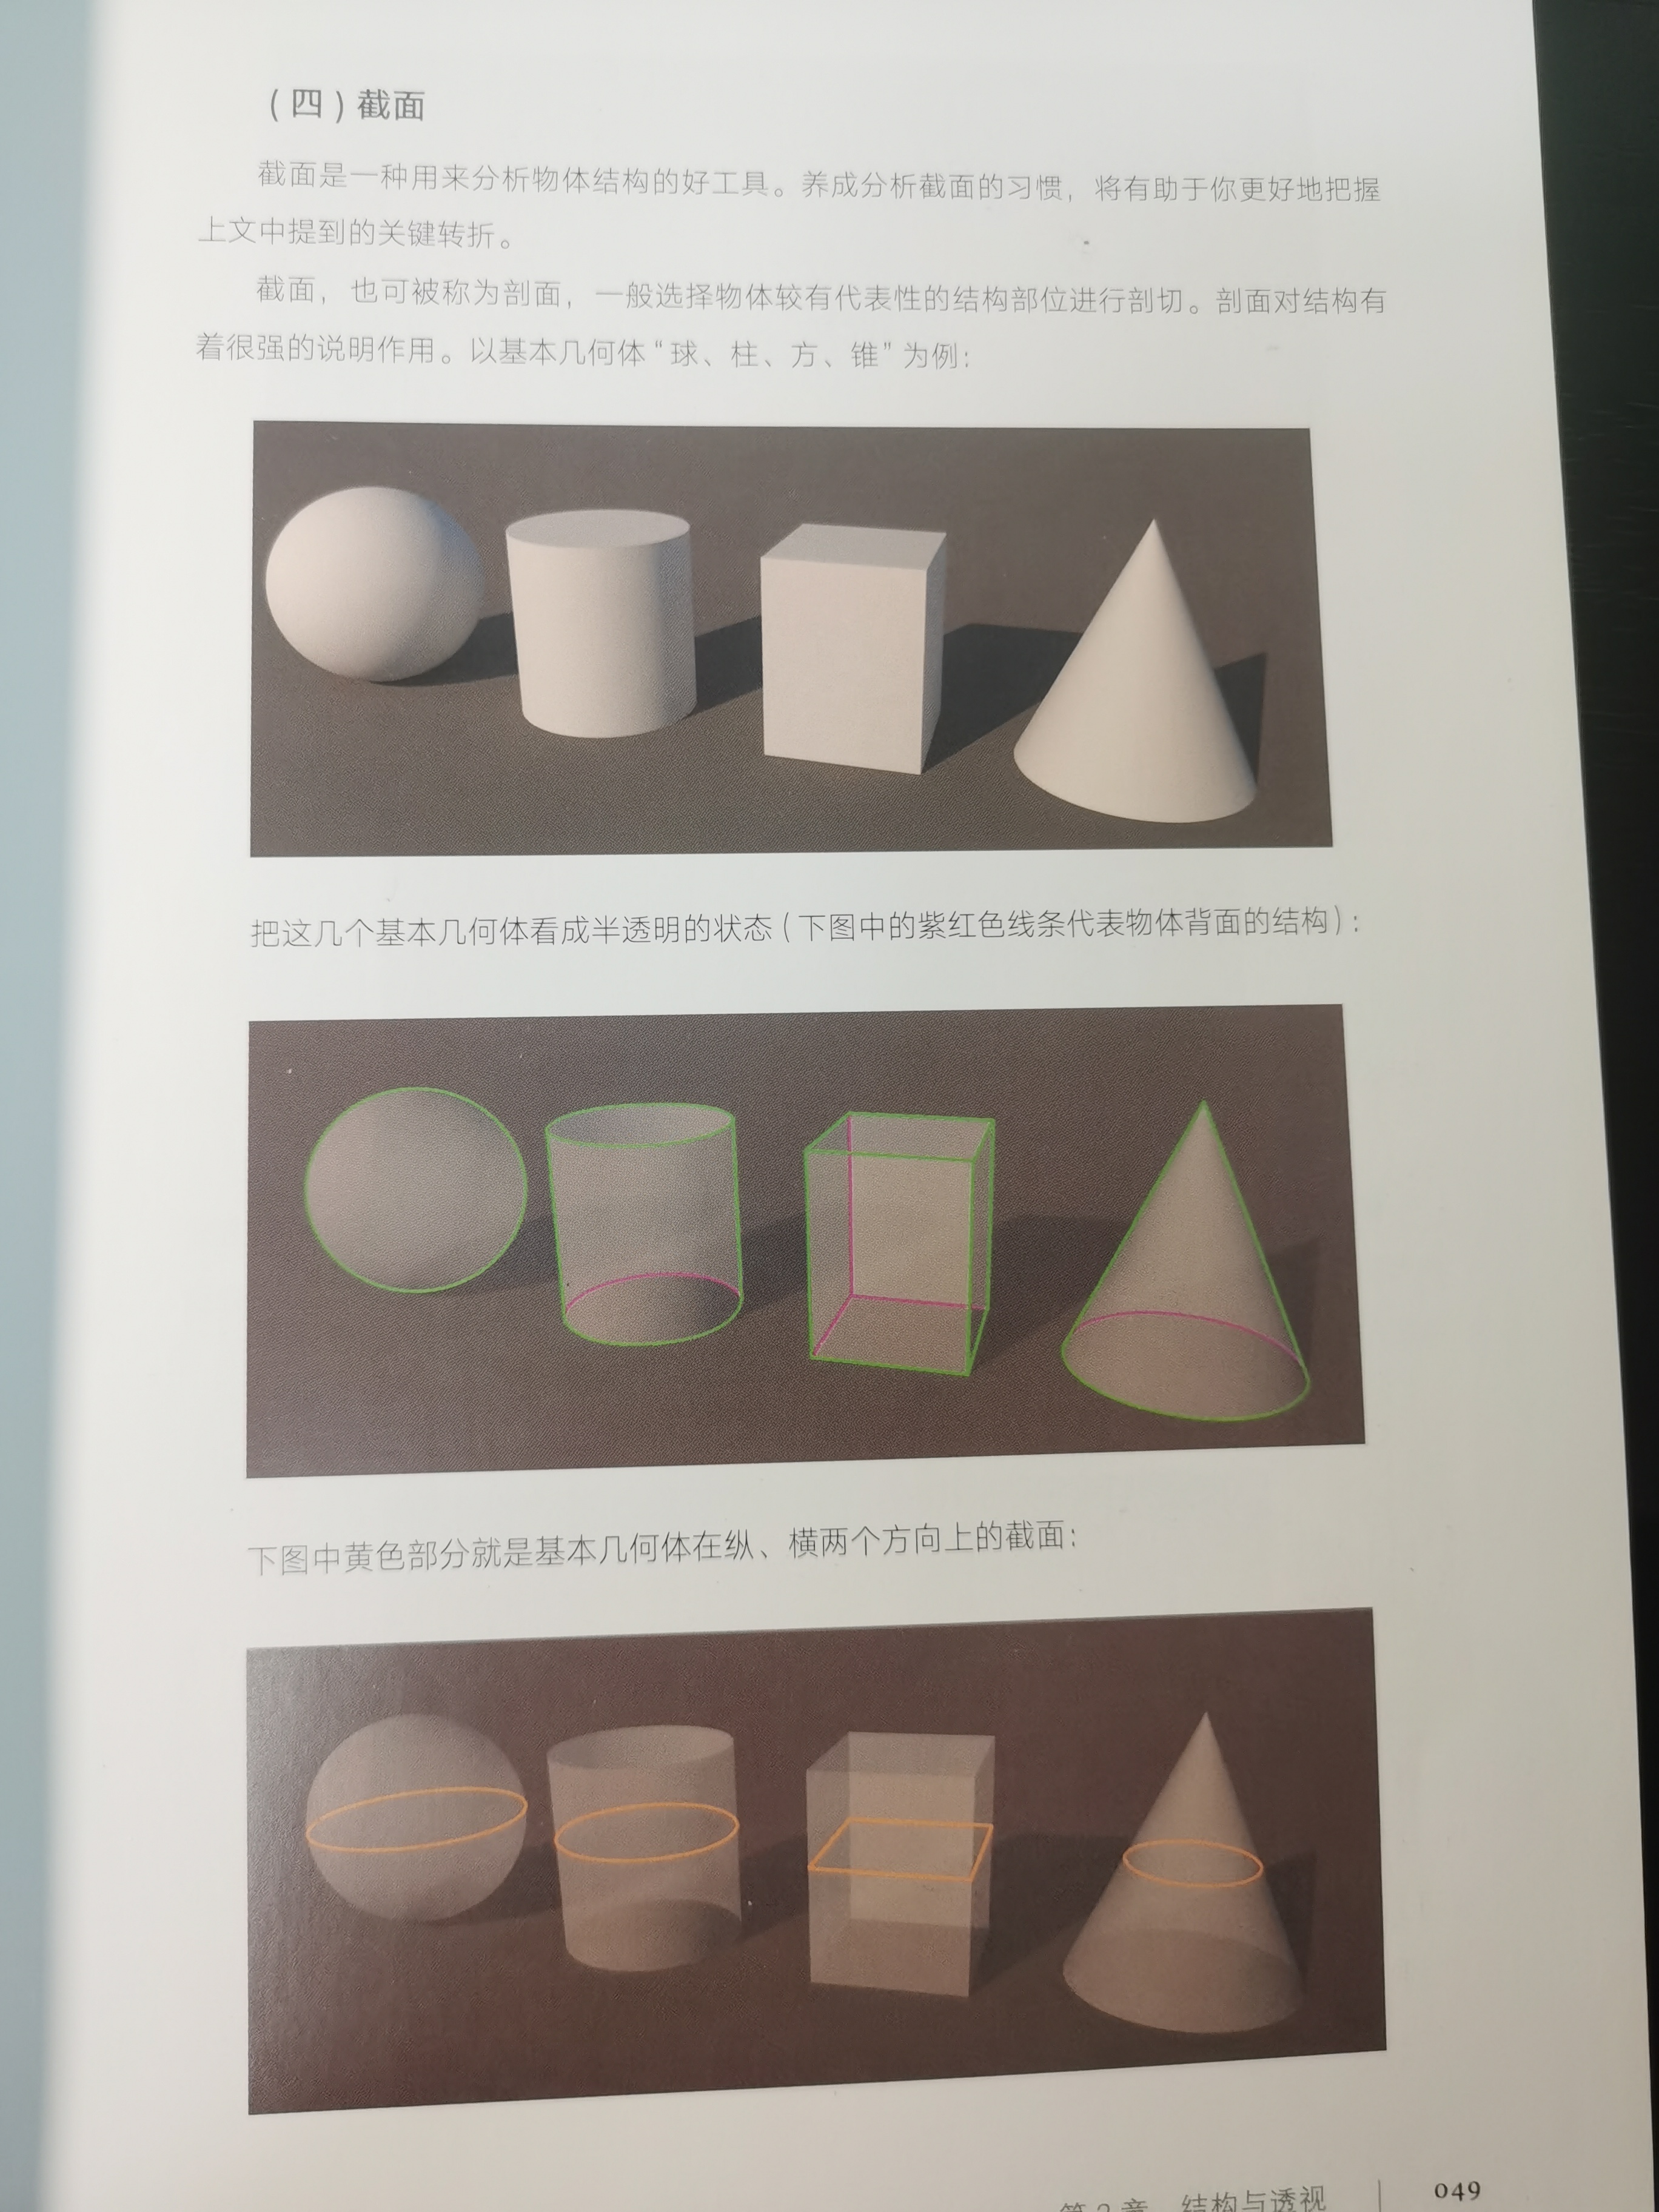 （四）截面
截面是一种用来分析物体结构的好工具。养成分析截面的习惯，将有助于你更好地把握
上文中提到的关键转折。
截面，也可被称为剖面，一般选择物体较有代表性的结构部位进行剖切。剖面对结构有
着很强的说明作用。以基本几何体“球、柱、方、锥”为例：
把这几个基本几何体看成半透明的状态（下图中的紫红色线条代表物体背面的结构）：
下图中黄色部分就是基本几何体在纵、横两个方向上的截面：
第2章 结构与透视 049